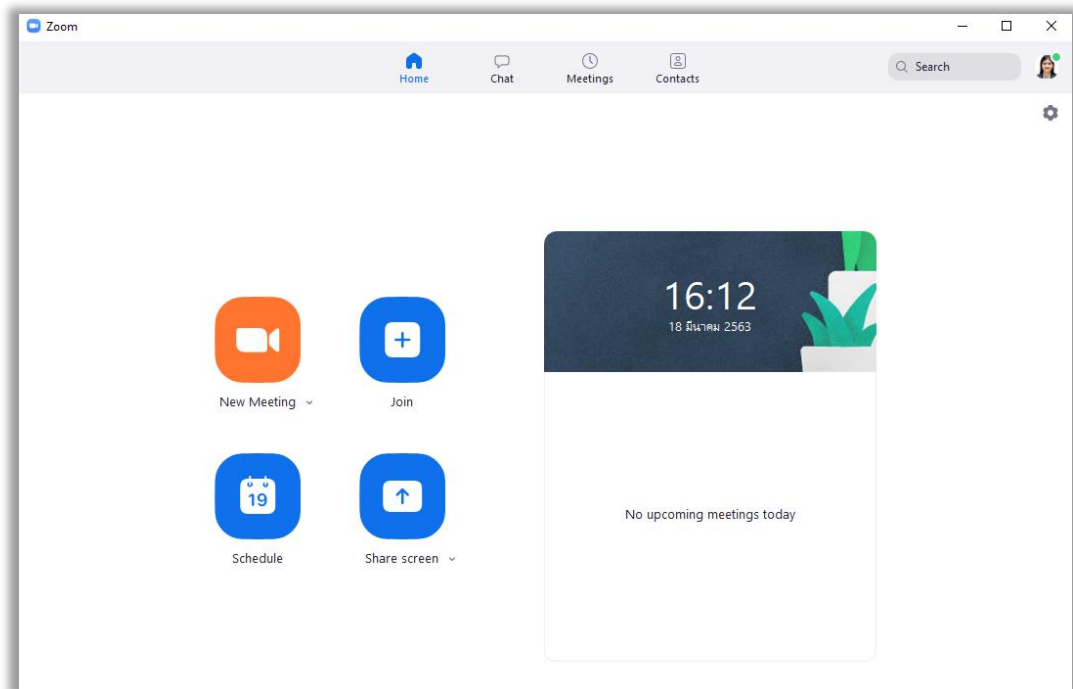 Zoom
Home
Chat
Meetings
Contacts
Search
16:12
18 มีนาคม 2563
New Meeting
Join
19
Schedule
Share screen
No upcoming meetings today